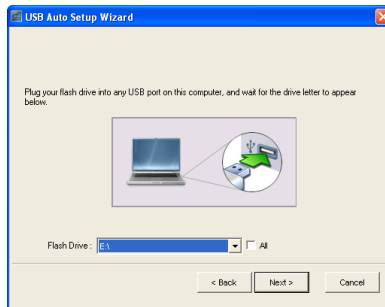 USB Auto Setup Wizard
Plug your flash drive into any USB port on this computer, and wait for the drive letter to appear
below.
Flash Drive : E:\ All
< Back Next > Cancel